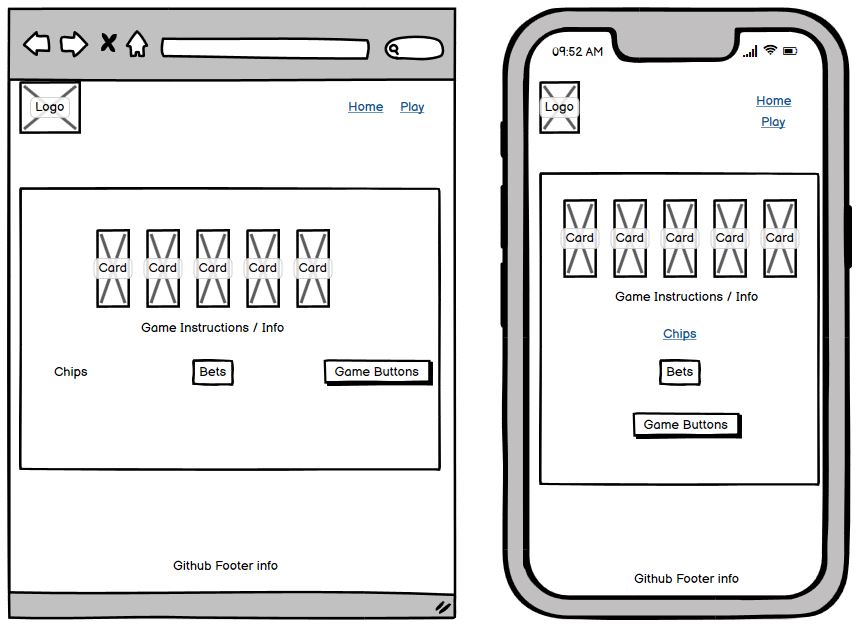 Logo
Home Play
Card Card Card Card Card
Game Instructions / Info
Chips Bets Game Buttons
Github Footer info
09:52 AM
Logo
Home
Play
Card Card Card Card Card
Game Instructions / Info
Chips
Bets
Game Buttons
Github Footer info